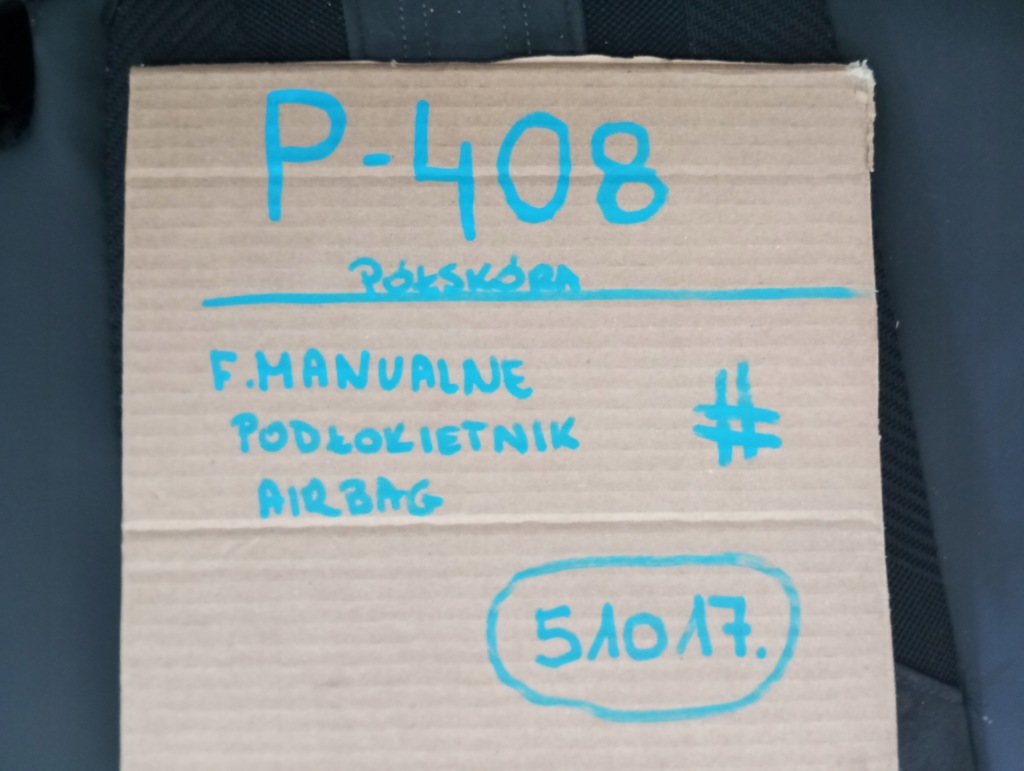 P-408
PÓŁSKÓRA
F.MANUALNE
PODŁOKIETNIK
#
AIRBAG
51017.